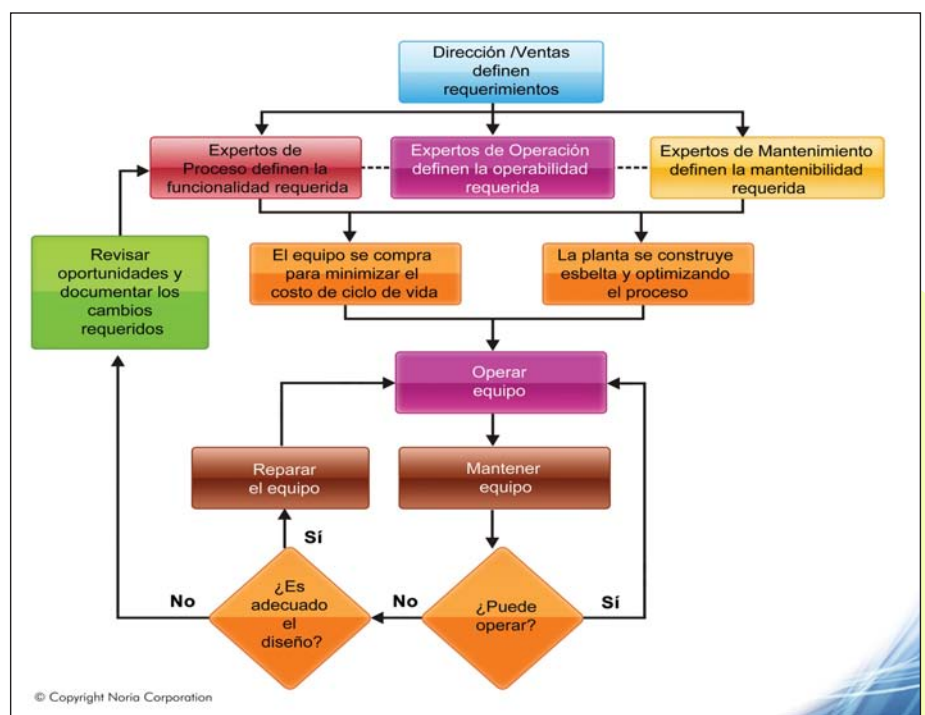 Dirección /Ventas
definen
requerimientos
Expertos de
Proceso definen la
funcionalidad requerida
Expertos de Operación
definen la operabilidad
requerida
Expertos de Mantenimiento
definen la mantenibilidad
requerida
Revisar
oportunidades y
documentar los
cambios
requeridos
El equipo se compra
para minimizar el
costo de ciclo de vida
La planta se construye
esbelta y optimizando
el proceso
Operar
equipo
Reparar
el equipo
Mantener
equipo
Sí
No
¿Es
adecuado
el
diseño?
No
¿Puede
operar?
Sí
© Copyright Noria Corporation